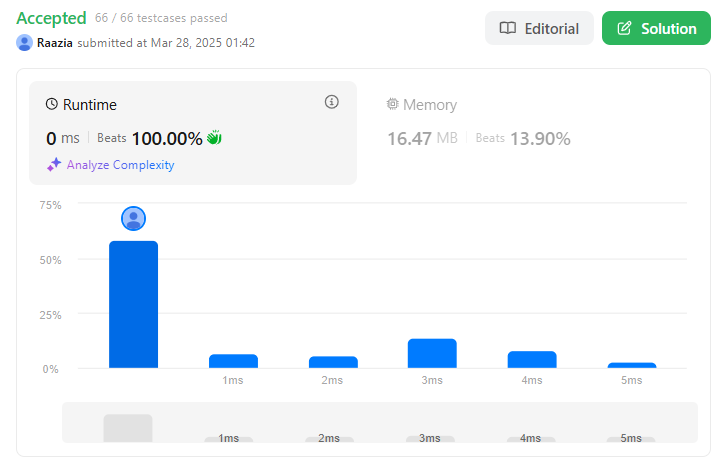 Accepted 66 / 66 testcases passed
Raazia submitted at Mar 28, 2025 01:42
Editorial
Solution
Runtime
0 ms Beats 100.00%
Analyze Complexity
Memory
16.47 MB Beats 13.90%
75%
50%
25%
0%
1ms 2ms 3ms 4ms 5ms
1ms 2ms 3ms 4ms 5ms